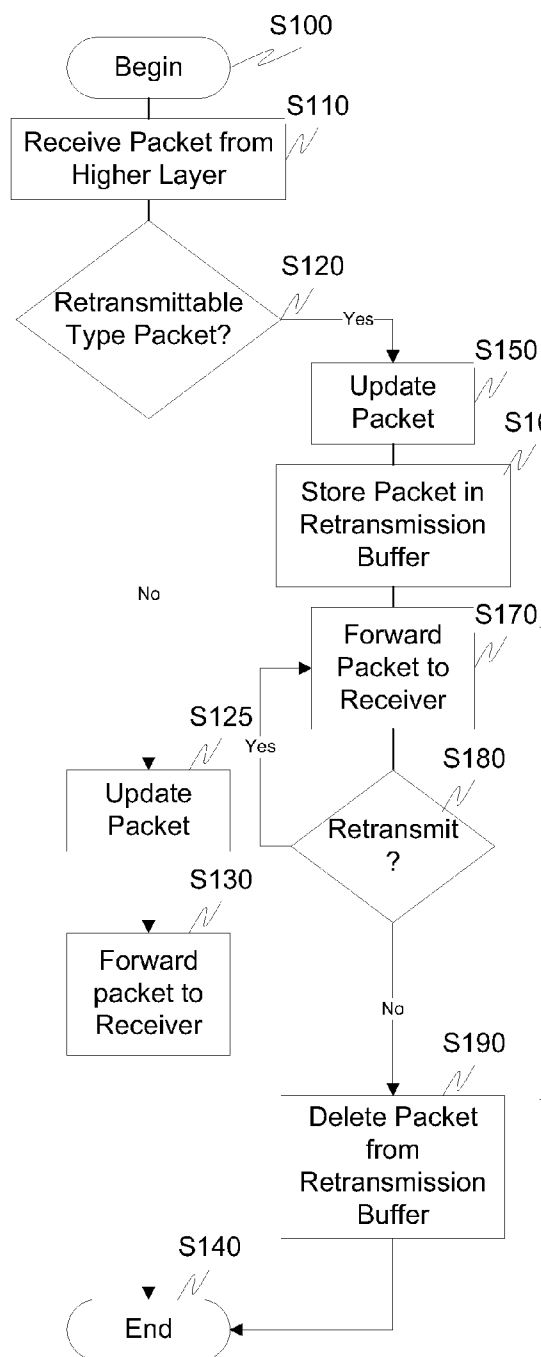 S100
Begin
S110
Receive Packet from
Higher Layer
S120
Retransmittable
Type Packet?
Yes
S150
Update
Packet
S16
Store Packet in
Retransmission
Buffer
No
S170
Forward
Packet to
Receiver
S125
Yes
Update
Packet
S180
Retransmit
?
S130
Forward
packet to
Receiver
No
S190
Delete Packet
from
Retransmission
Buffer
S140
End